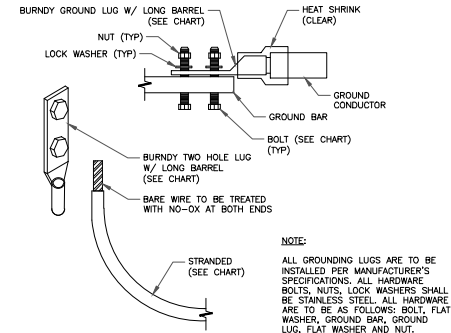 BURNDY GROUND LUG W/ LONG BARREL
(SEE CHART)
HEAT SHRINK
(CLEAR)
NUT (TYP)
LOCK WASHER (TYP)
GROUND
CONDUCTOR
GROUND BAR
BOLT (SEE CHART)
(TYP)
BURNDY TWO HOLE LUG
W/ LONG BARREL
(SEE CHART)
BARE WIRE TO BE TREATED
WITH NO-OX AT BOTH ENDS
STRANDED
(SEE CHART)
NOTE:
ALL GROUNDING LUGS ARE TO BE
INSTALLED PER MANUFACTURER'S
SPECIFICATIONS. ALL HARDWARE
BOLTS, NUTS, LOCK WASHERS SHALL
BE STAINLESS STEEL. ALL HARDWARE
ARE TO BE AS FOLLOWS: BOLT, FLAT
WASHER, GROUND BAR, GROUND
LUG, FLAT WASHER AND NUT.